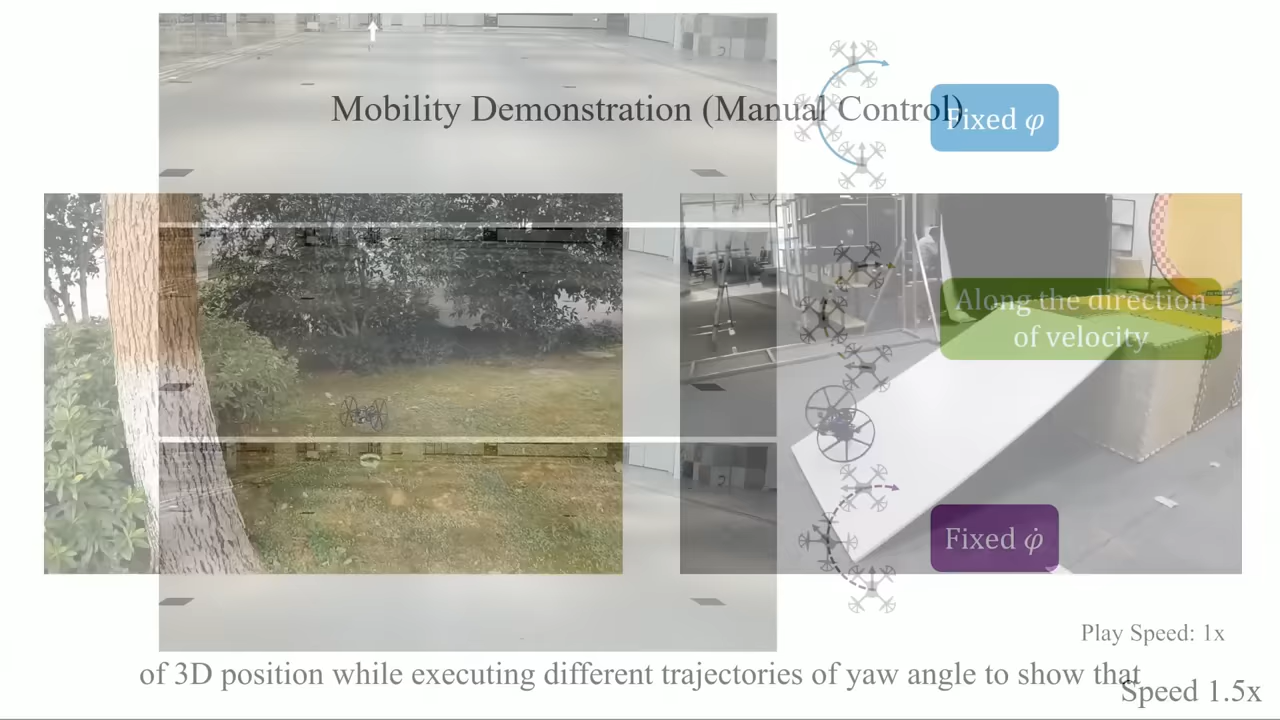 Mobility Demonstration (Manual Control)
Fixed φ
Along the direction
of velocity
Fixed φ̇
Play Speed: 1x
of 3D position while executing different trajectories of yaw angle to show that
Speed 1.5x